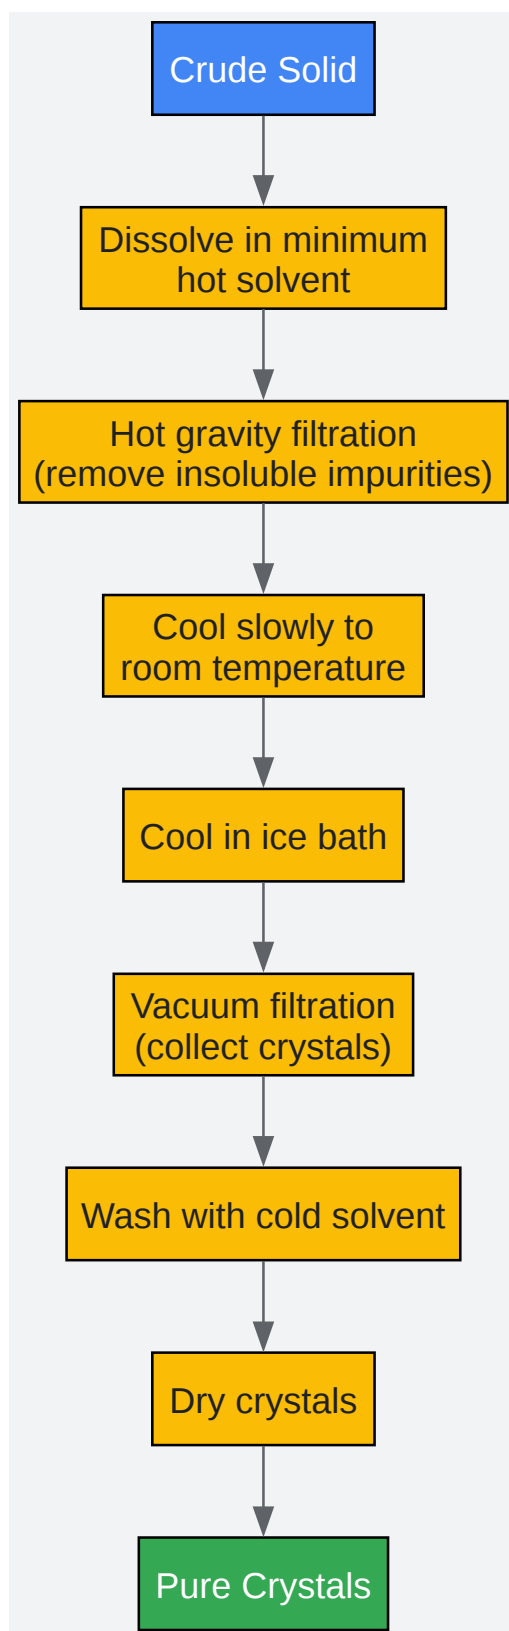 Crude Solid
Dissolve in minimum
hot solvent
Hot gravity filtration
(remove insoluble impurities)
Cool slowly to
room temperature
Cool in ice bath
Vacuum filtration
(collect crystals)
Wash with cold solvent
Dry crystals
Pure Crystals